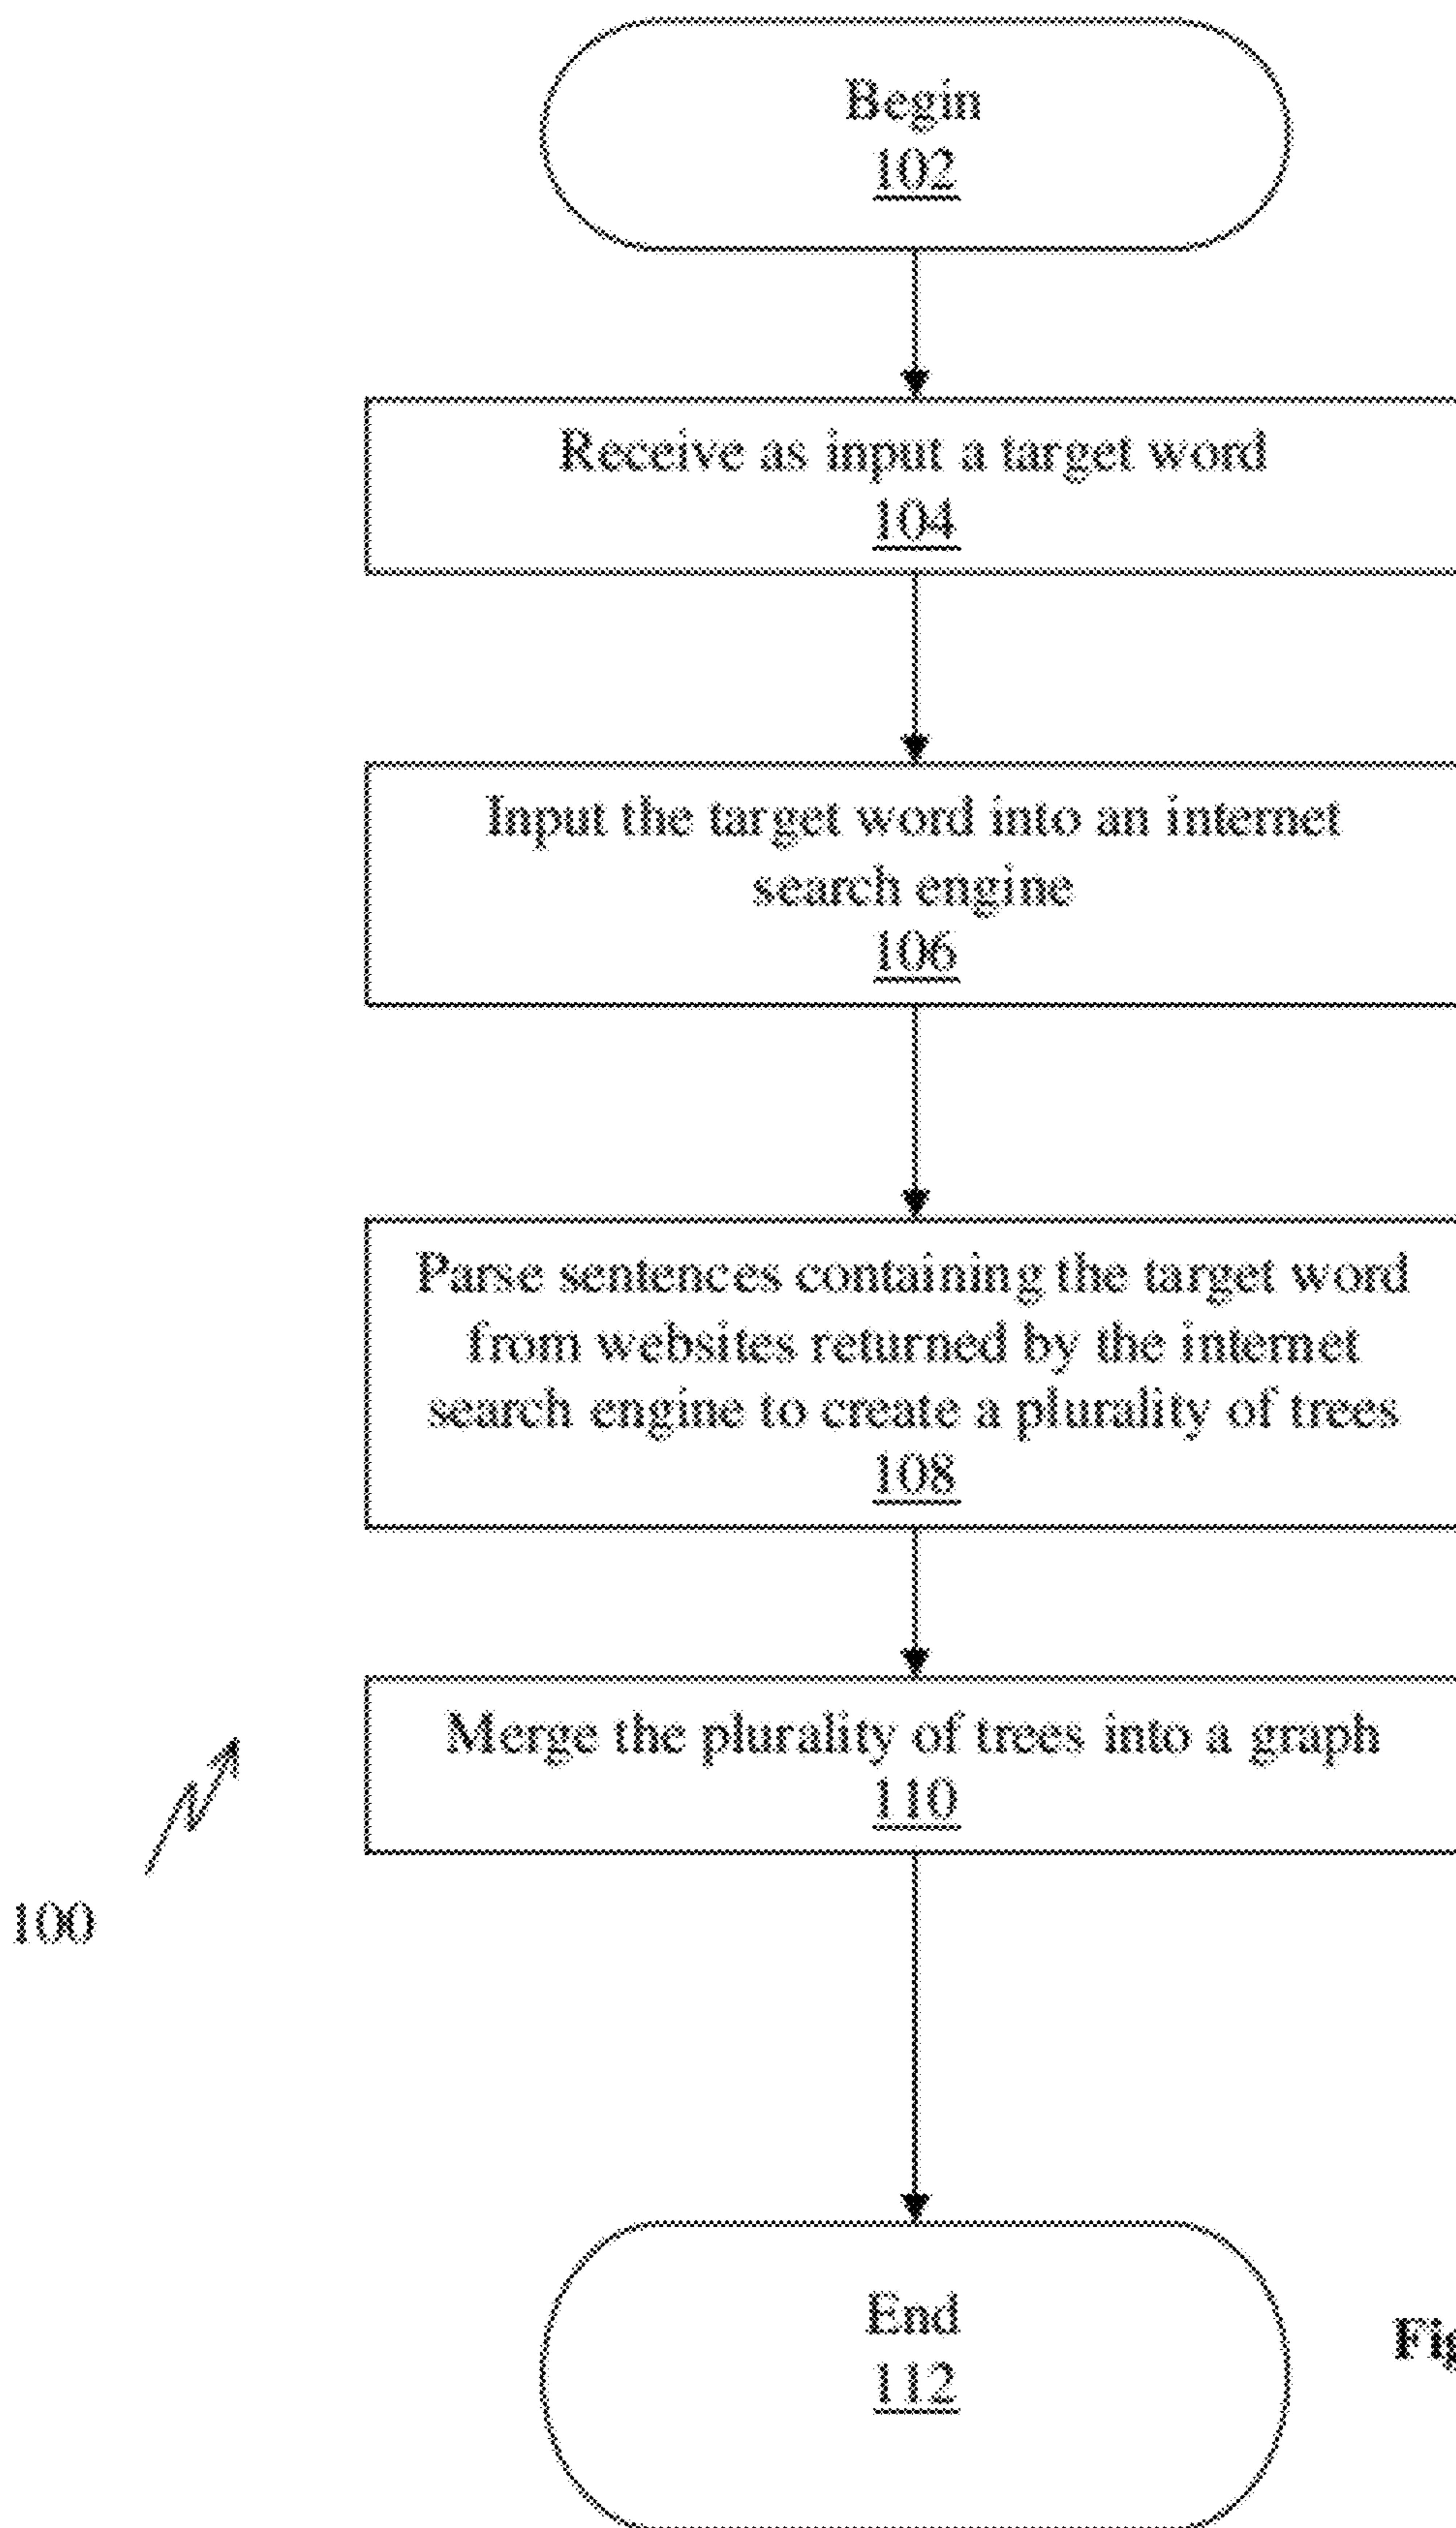 Begin
102
Receive as input a target word
104
Input the target word into an internet
search engine
106
Parse sentences containing the target word
from websites returned by the internet
search engine to create a plurality of trees
108
Merge the plurality of trees into a graph
110
100
End
112